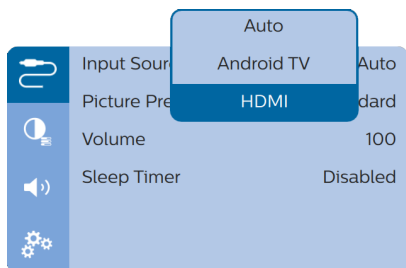 Auto
Input Sour Android TV Auto
Picture Pre HDMI dard
Volume 100
Sleep Timer Disabled